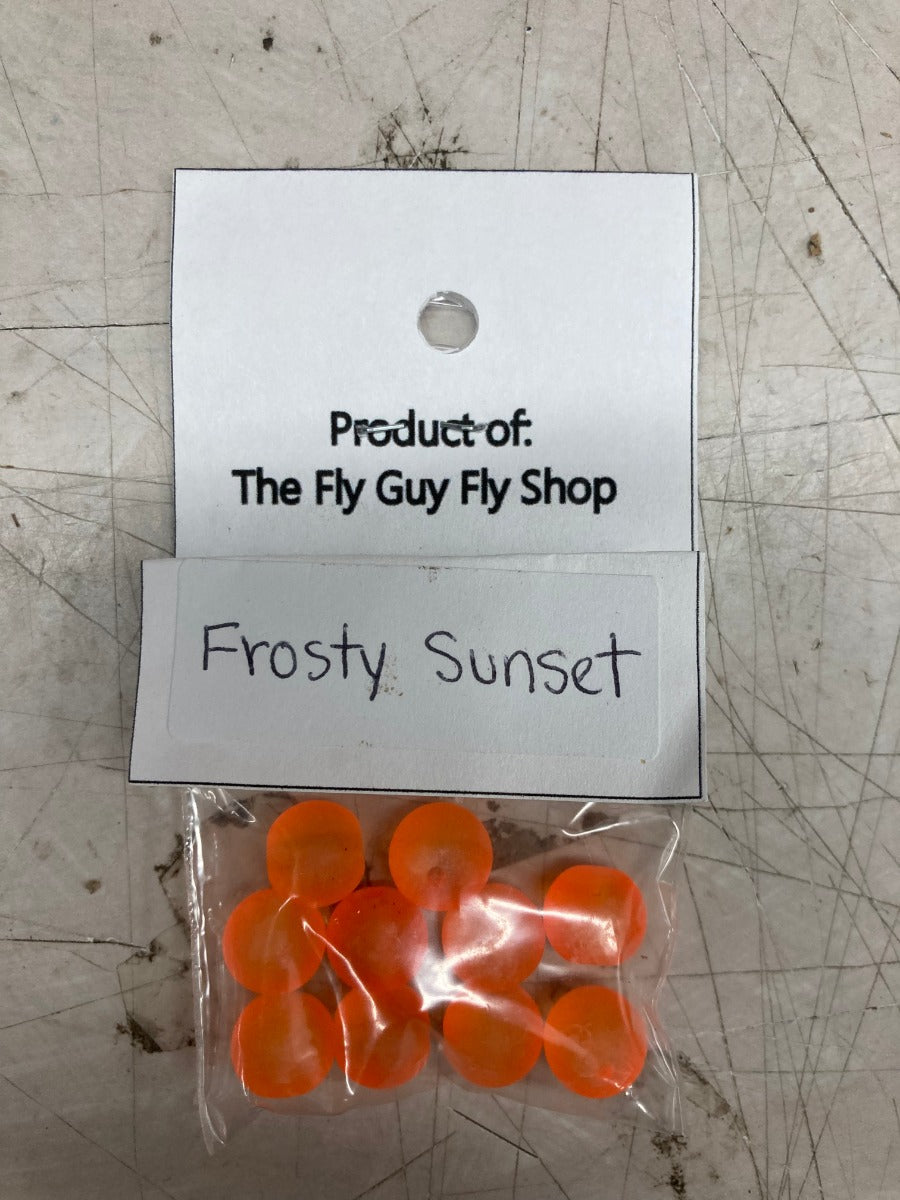 Product of:
The Fly Guy Fly Shop
Frosty Sunset